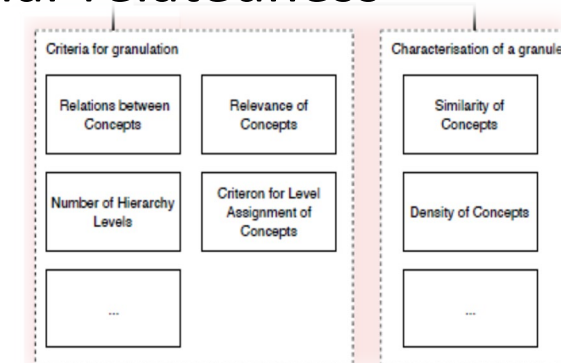 relatedness
Criteria for granulation
Relations between
Concepts
Relevance of
Concepts
Number of Hierarchy
Levels
Criteron for Level
Assignment of
Concepts
...
Characterisation of a granule
Similarity of
Concepts
Density of Concepts
...